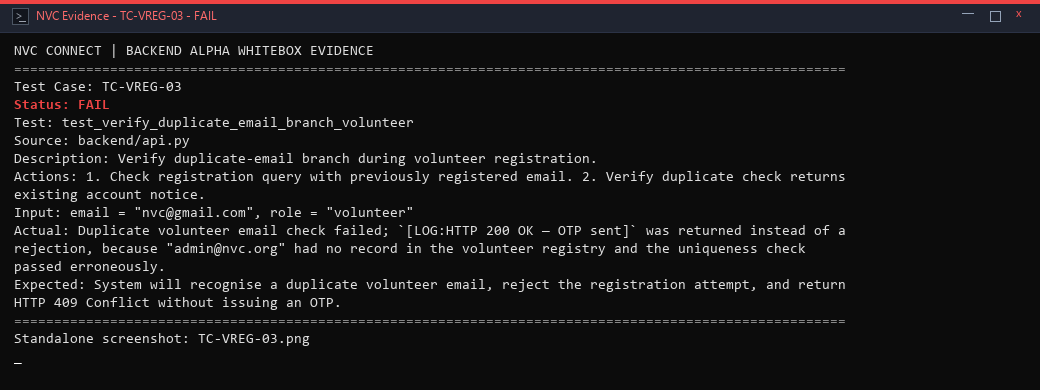 NVC Evidence - TC-VREG-03 - FAIL
NVC CONNECT | BACKEND ALPHA WHITEBOX EVIDENCE
========================================================================================================
Test Case: TC-VREG-03
Status: FAIL
Test: test_verify_duplicate_email_branch_volunteer
Source: backend/api.py
Description: Verify duplicate-email branch during volunteer registration.
Actions: 1. Check registration query with previously registered email. 2. Verify duplicate check returns
existing account notice.
Input: email = "nvc@gmail.com", role = "volunteer"
Actual: Duplicate volunteer email check failed; `[LOG:HTTP 200 OK — OTP sent]` was returned instead of a
rejection, because "admin@nvc.org" had no record in the volunteer registry and the uniqueness check
passed erroneously.
Expected: System will recognise a duplicate volunteer email, reject the registration attempt, and return
HTTP 409 Conflict without issuing an OTP.
========================================================================================================
Standalone screenshot: TC-VREG-03.png
_